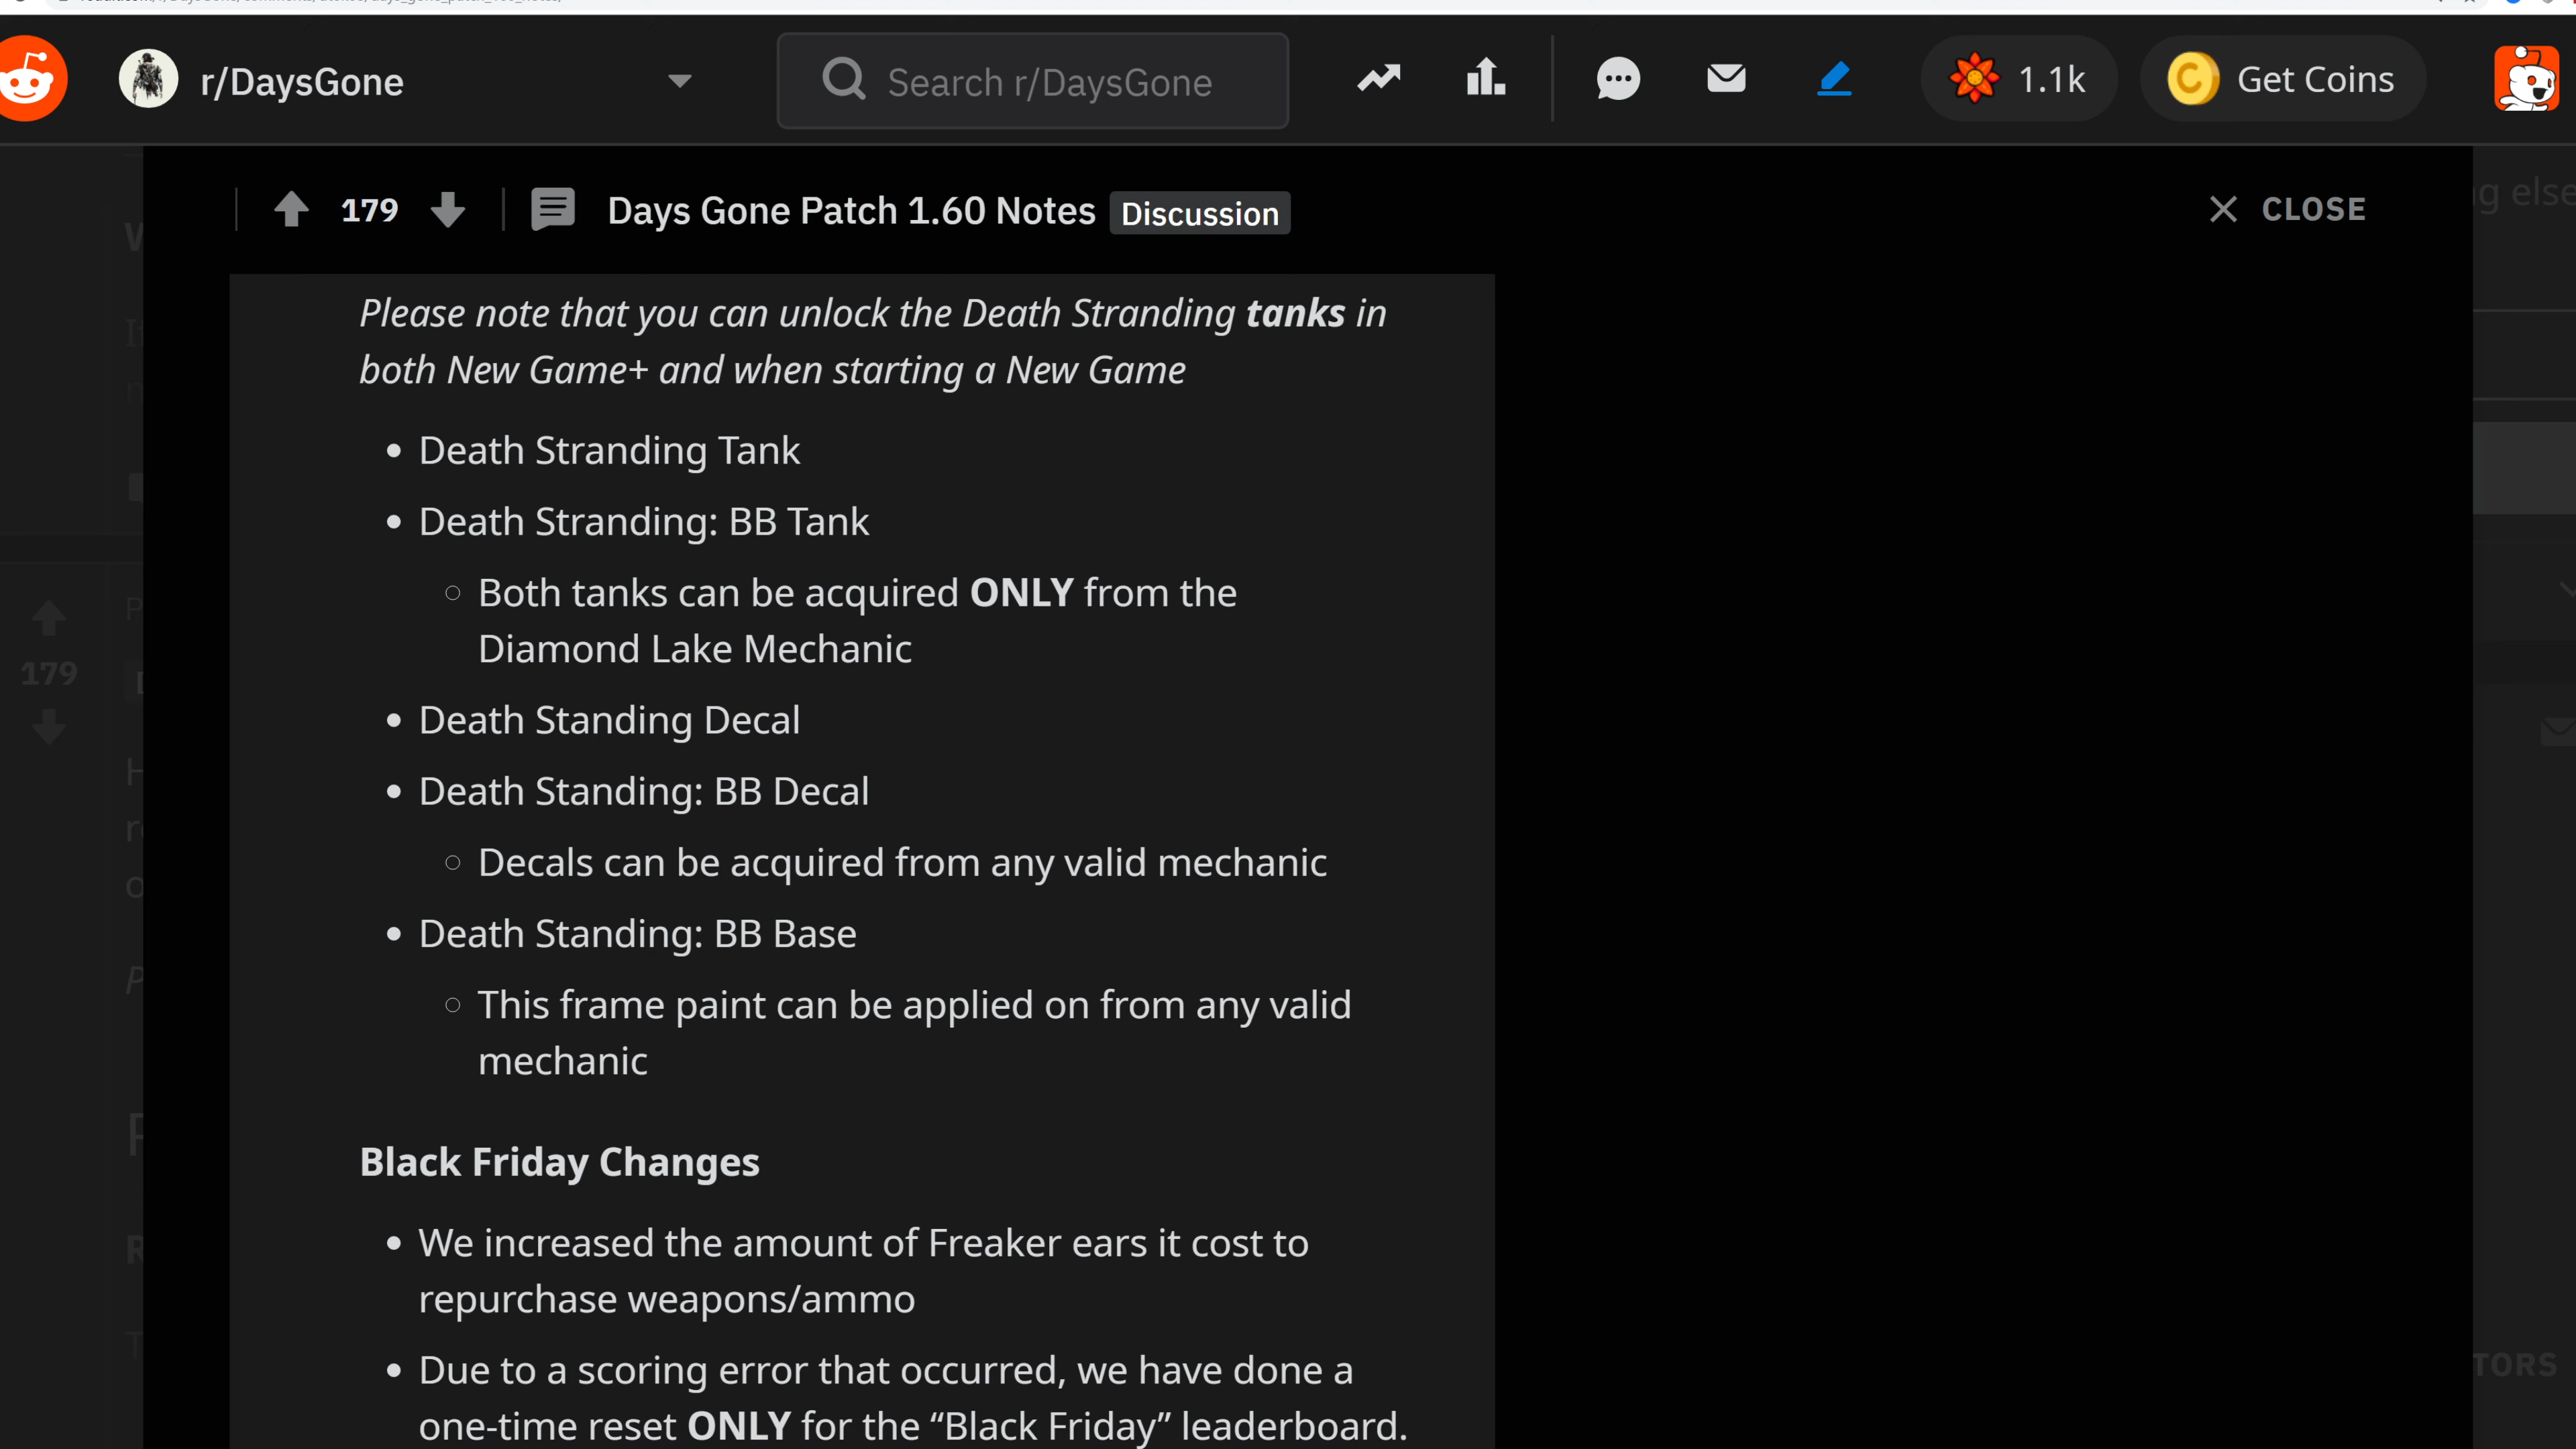 r/DaysGone
Search r/DaysGone
1.1k
Get Coins
179
Days Gone Patch 1.60 Notes
Discussion
CLOSE
g else
Please note that you can unlock the Death Stranding tanks in
both New Game+ and when starting a New Game
• Death Stranding Tank
• Death Stranding: BB Tank
○ Both tanks can be acquired ONLY from the
Diamond Lake Mechanic
179
• Death Standing Decal
• Death Standing: BB Decal
○ Decals can be acquired from any valid mechanic
• Death Standing: BB Base
○ This frame paint can be applied on from any valid
mechanic
Black Friday Changes
• We increased the amount of Freaker ears it cost to
repurchase weapons/ammo
• Due to a scoring error that occurred, we have done a
one-time reset ONLY for the “Black Friday” leaderboard.
TORS